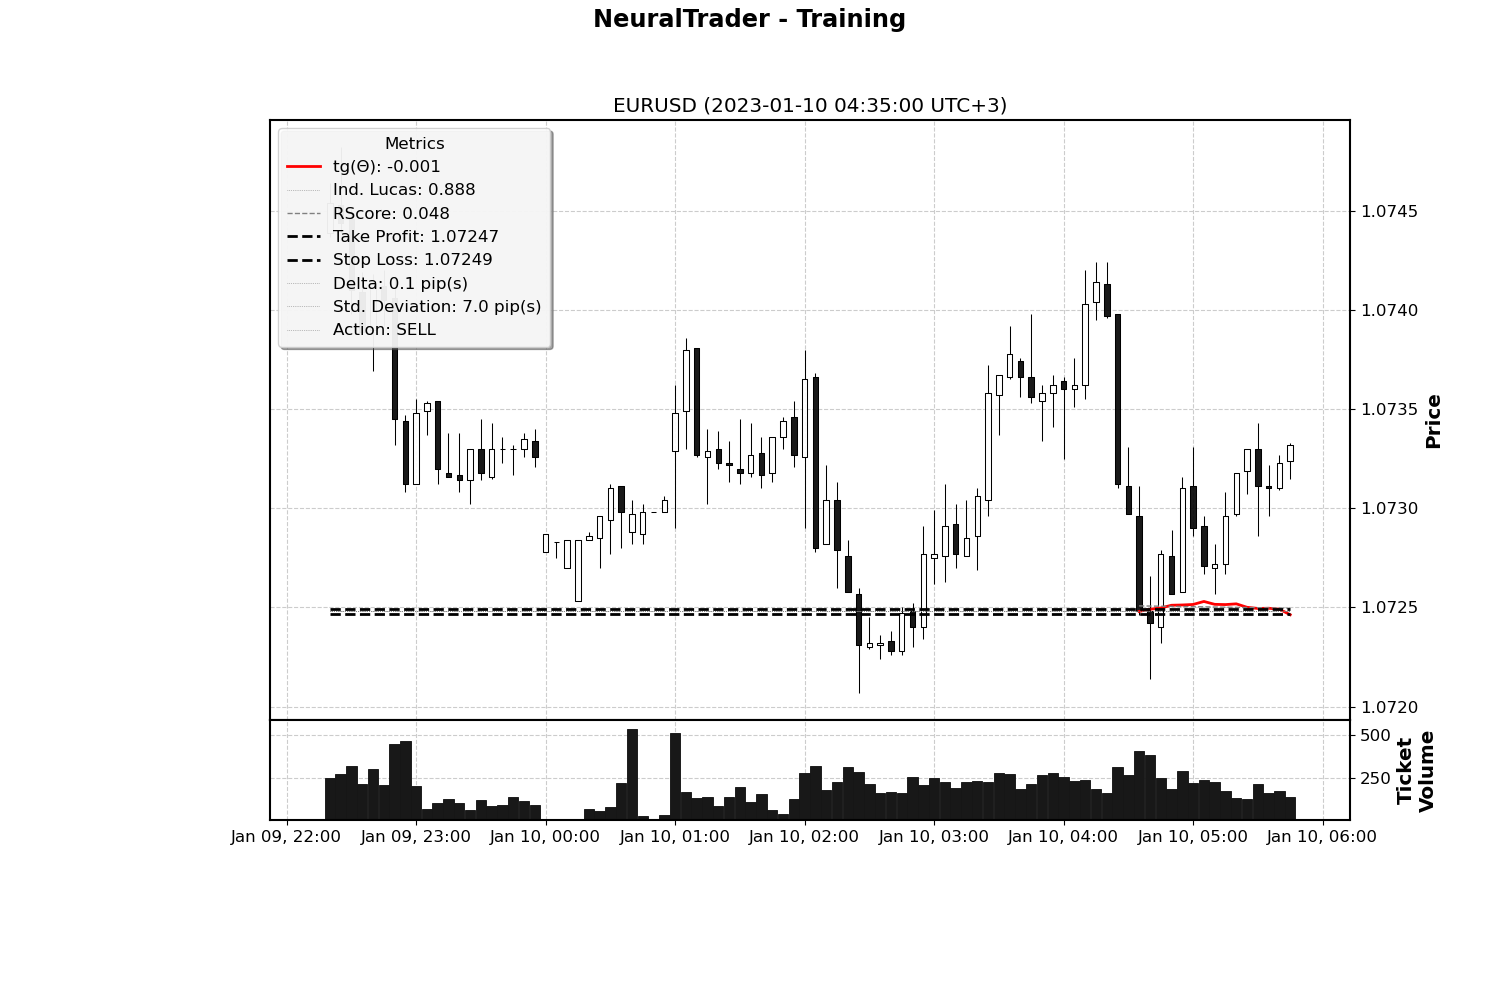 NeuralTrader - Training
EURUSD (2023-01-10 04:35:00 UTC+3)
Metrics
tg(Θ): -0.001
Ind. Lucas: 0.888
RScore: 0.048
Take Profit: 1.07247
Stop Loss: 1.07249
Delta: 0.1 pip(s)
Std. Deviation: 7.0 pip(s)
Action: SELL
1.0745
1.0740
1.0735
1.0730
1.0725
1.0720
Price
500
250
Ticket
Volume
Jan 09, 22:00
Jan 09, 23:00
Jan 10, 00:00
Jan 10, 01:00
Jan 10, 02:00
Jan 10, 03:00
Jan 10, 04:00
Jan 10, 05:00
Jan 10, 06:00